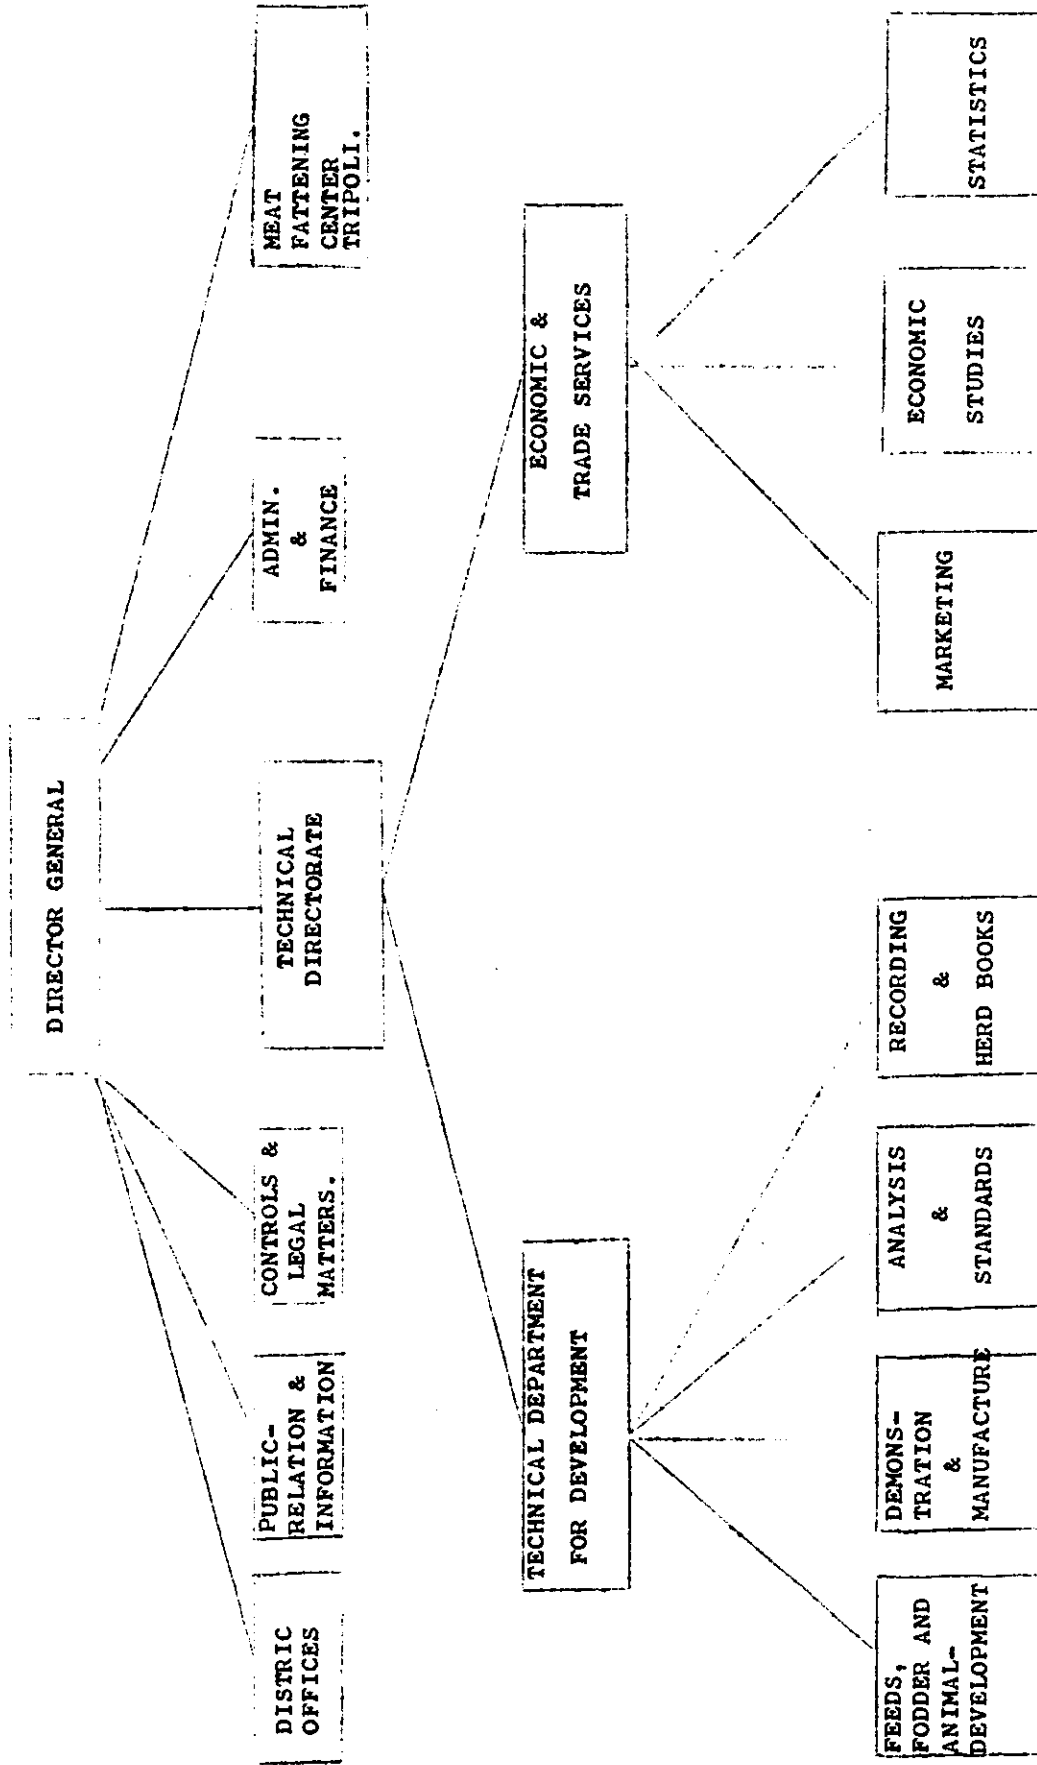 DIRECTOR GENERAL
DISTRIC
OFFICES
PUBLIC-
RELATION &
INFORMATION
CONTROLS &
LEGAL
MATTERS.
TECHNICAL
DIRECTORATE
ADMIN.
&
FINANCE
MEAT
FATTENING
CENTER
TRIPOLI.
TECHNICAL DEPARTMENT
FOR DEVELOPMENT
ECONOMIC &
TRADE SERVICES
FEEDS,
FODDER AND
ANIMAL-
DEVELOPMENT
DEMONS-
TRATION
&
MANUFACTURE
ANALYSIS
&
STANDARDS
RECORDING
&
HERD BOOKS
MARKETING
ECONOMIC
STUDIES
STATISTICS